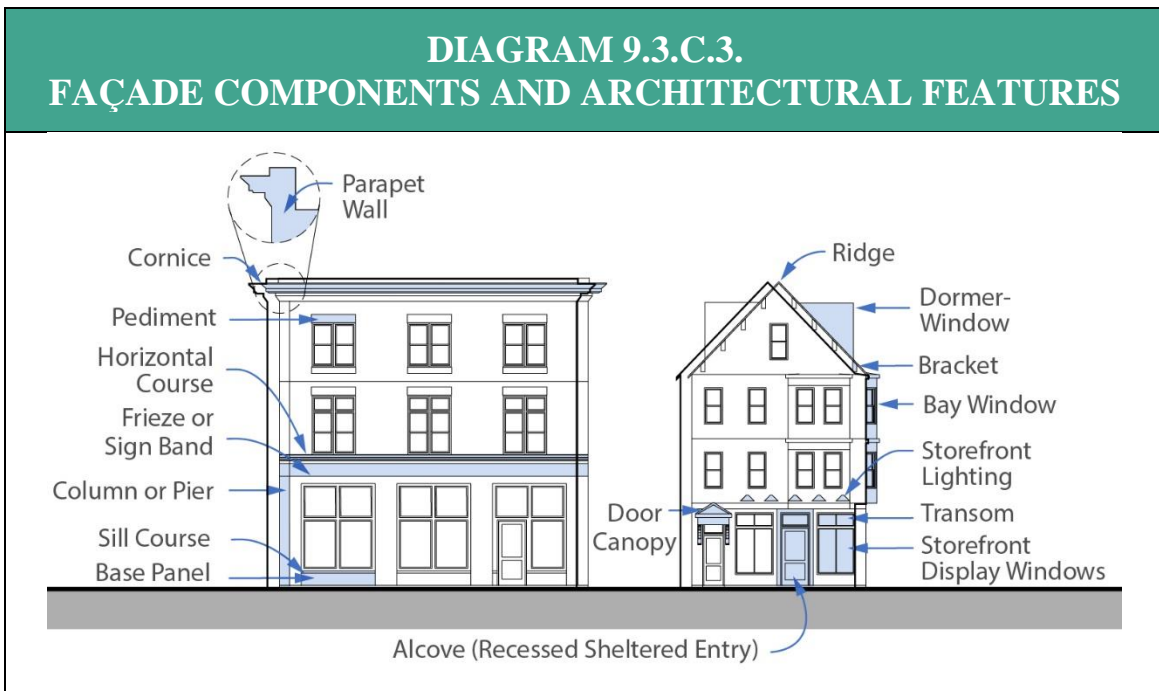 DIAGRAM 9.3.C.3.
FAÇADE COMPONENTS AND ARCHITECTURAL FEATURES
Parapet
Wall
Cornice
Pediment
Horizontal
Course
Frieze or
Sign Band
Column or Pier
Sill Course
Base Panel
Ridge
Dormer-
Window
Bracket
Bay Window
Storefront
Lighting
Door
Canopy
Transom
Storefront
Display Windows
Alcove (Recessed Sheltered Entry)